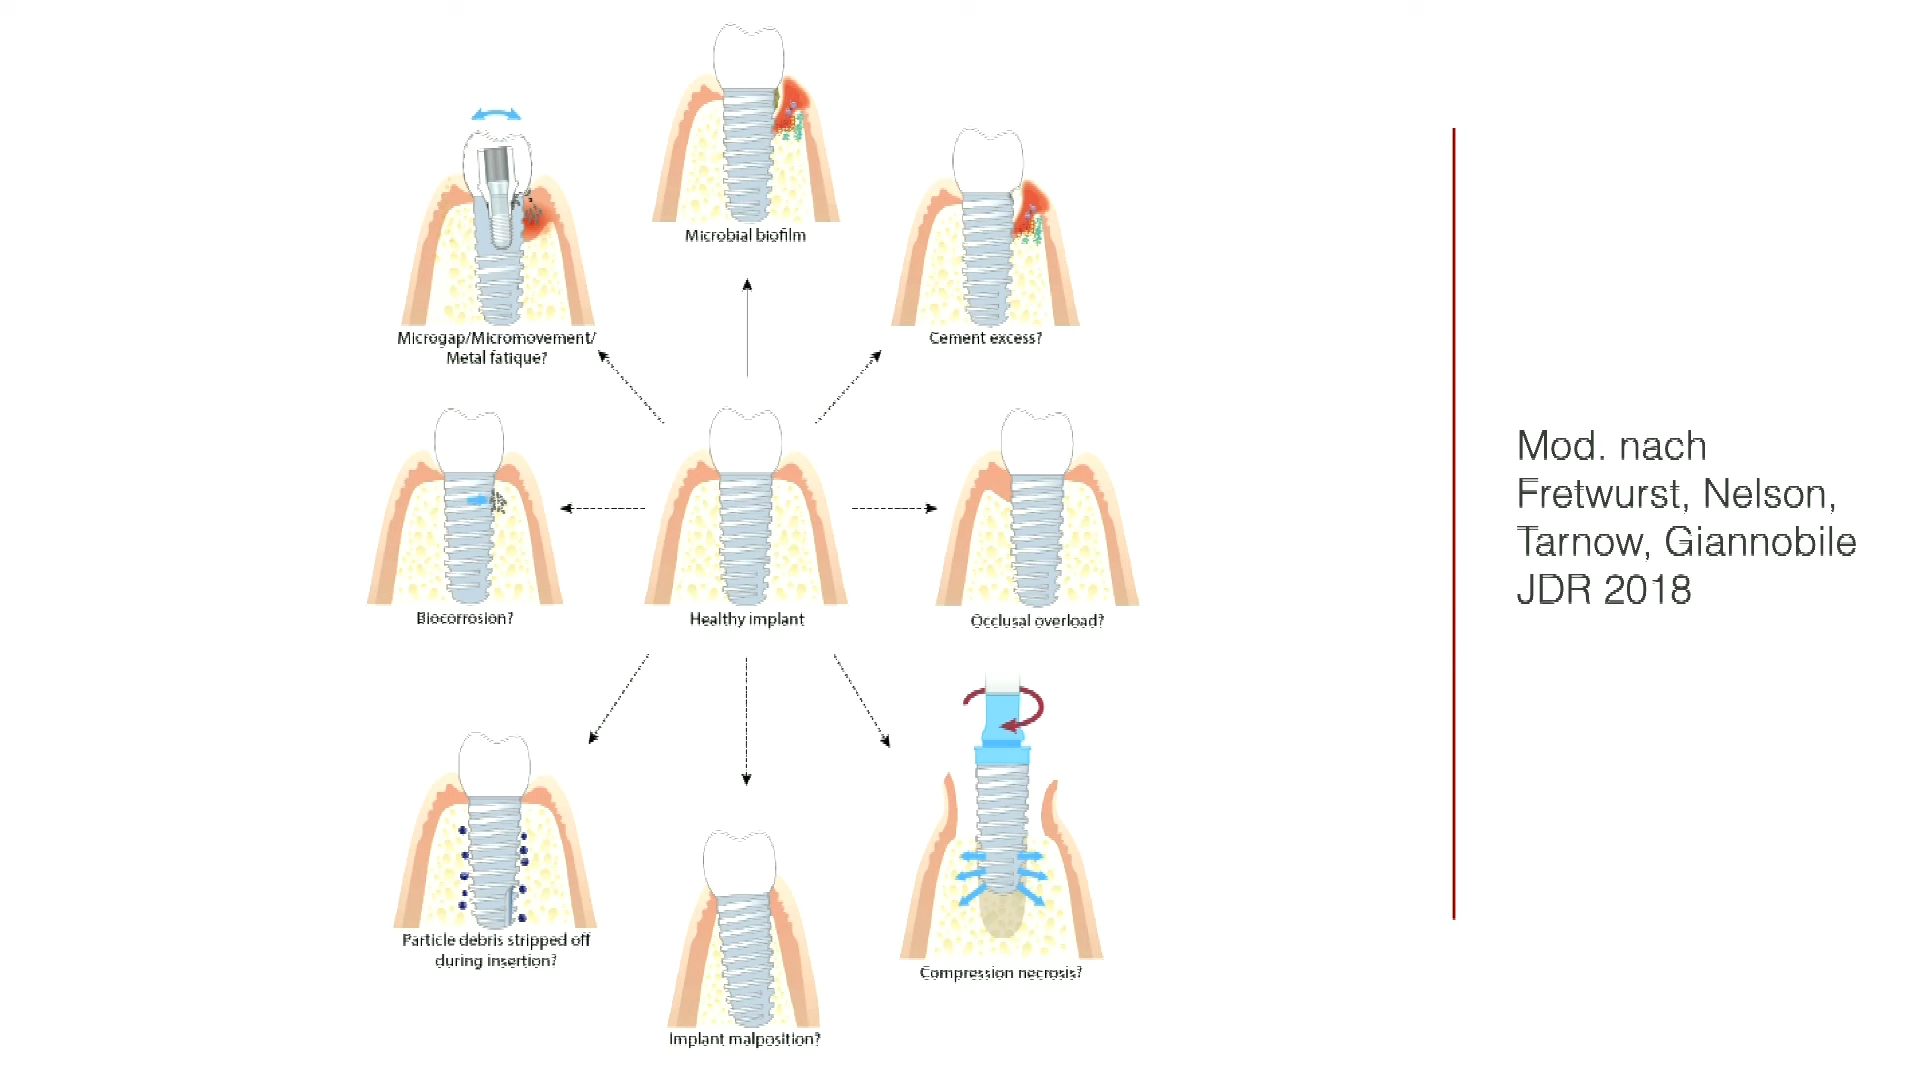 Microbial biofilm
Microgap/Micromovement/
Metal fatique?
Cement excess?
Biocorrosion?
Healthy implant
Occlusal overload?
Particle debris stripped off
during insertion?
Implant malposition?
Compression necrosis?
Mod. nach
Fretwurst, Nelson,
Tarnow, Giannobile
JDR 2018